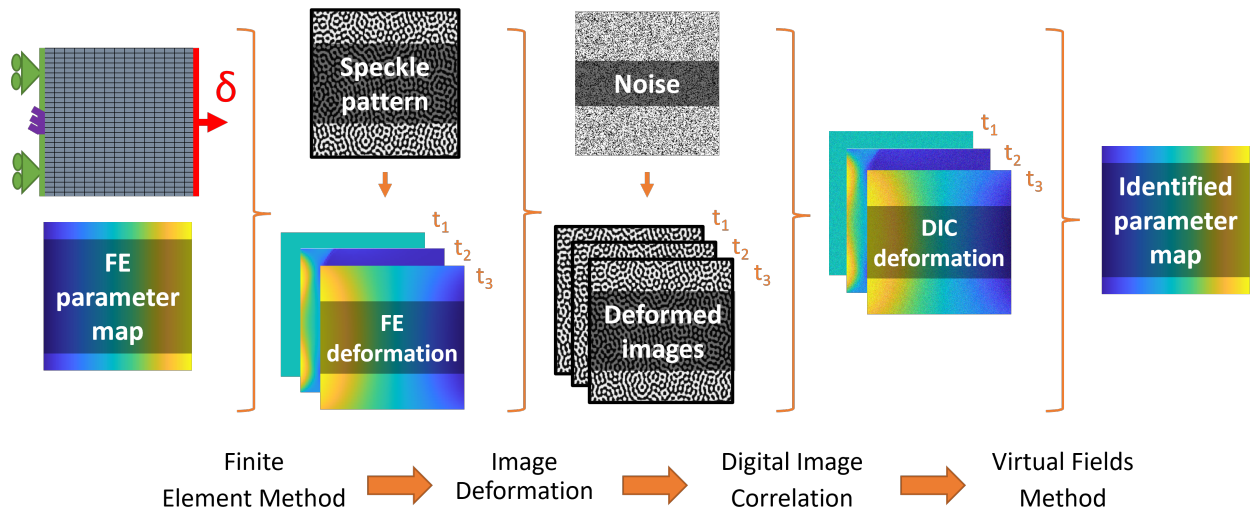 δ
FE
parameter
map
Speckle
pattern
t1
t2
t3
FE
deformation
Noise
t1
t2
t3
Deformed
images
t1
t2
t3
DIC
deformation
Identified
parameter
map
Finite
Element Method
Image
Deformation
Digital Image
Correlation
Virtual Fields
Method